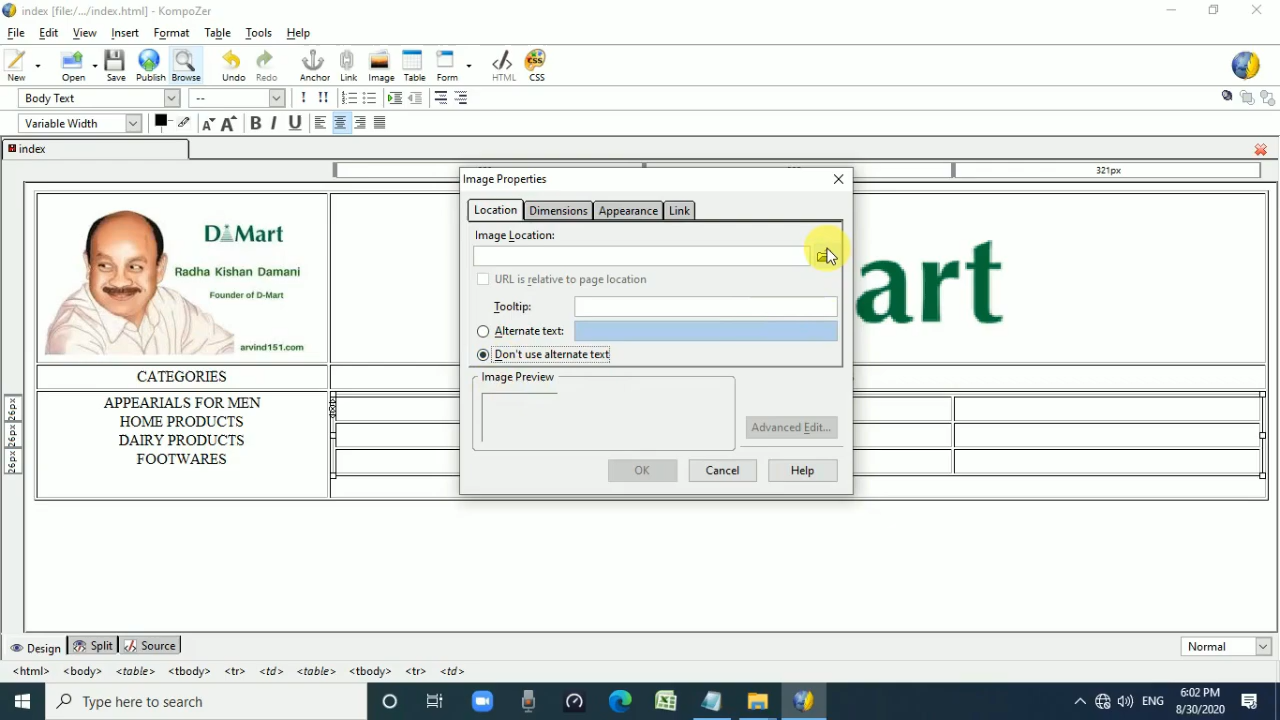 index [file:/.../index.html] - KompoZer
File Edit View Insert Format Table Tools Help
New Open Save Publish Browse Undo Redo Anchor Link Image Table Form HTML CSS
Body Text --
Variable Width B I U
index
321px
Image Properties
Location Dimensions Appearance Link
Image Location:
URL is relative to page location
Tooltip:
Alternate text:
Don't use alternate text
Image Preview
Advanced Edit...
OK Cancel Help
D Mart
Radha Kishan Damani
Founder of D-Mart
arvind151.com
art
CATEGORIES
APPEARIALS FOR MEN
HOME PRODUCTS
DAIRY PRODUCTS
FOOTWARES
26px
26px
26px
Design Split Source Normal
<html> <body> <table> <tbody> <tr> <td> <table> <tbody> <tr> <td>
Type here to search
ENG
6:02 PM
8/30/2020